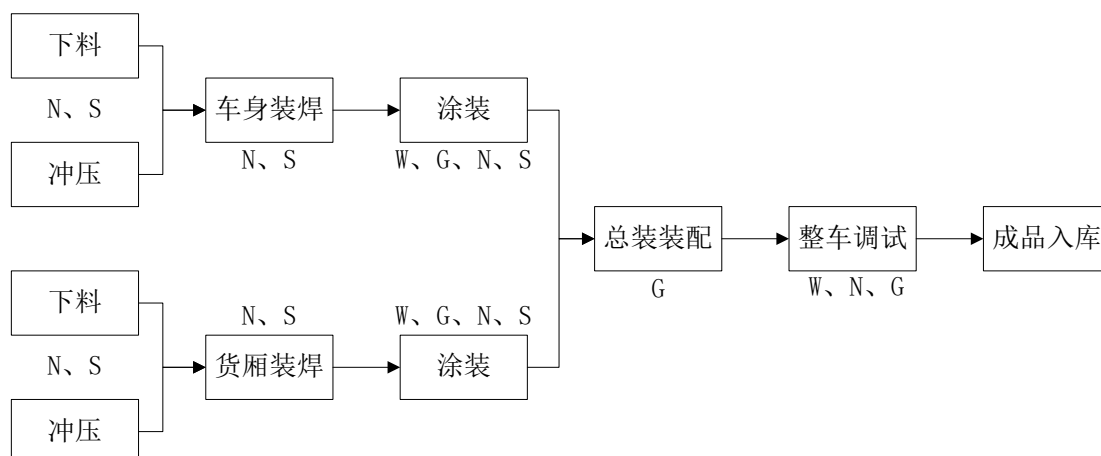 下料
N、S
冲压
车身装焊
N、S
涂装
W、G、N、S
下料
N、S
冲压
N、S
货厢装焊
W、G、N、S
涂装
总装装配
G
整车调试
W、N、G
成品入库